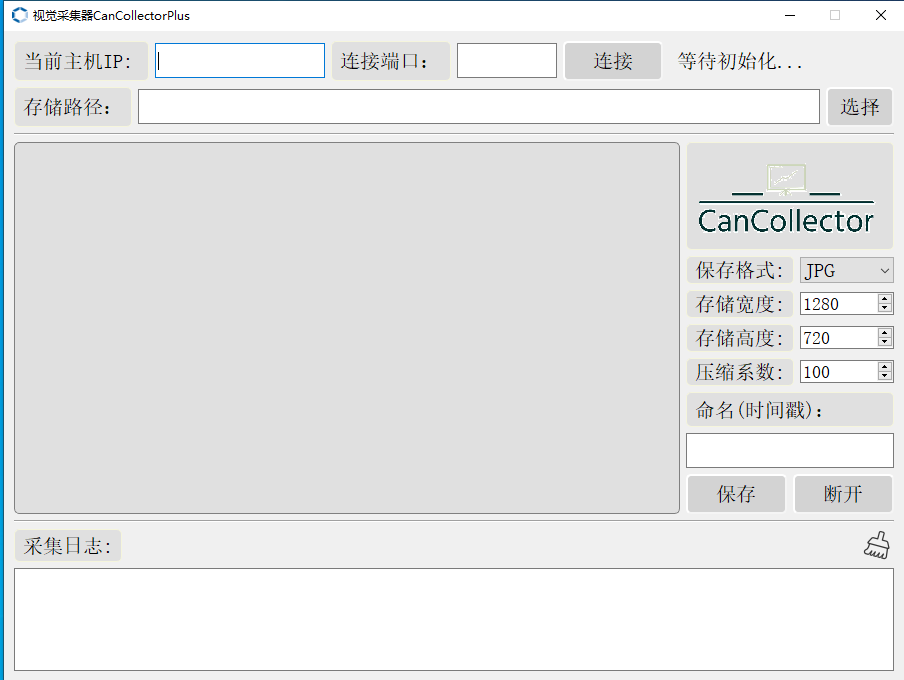 视觉采集器CanCollectorPlus
当前主机IP: 连接端口: 连接 等待初始化...
存储路径: 选择
CanCollector
保存格式: JPG
存储宽度: 1280
存储高度: 720
压缩系数: 100
命名(时间戳):
保存 断开
采集日志: